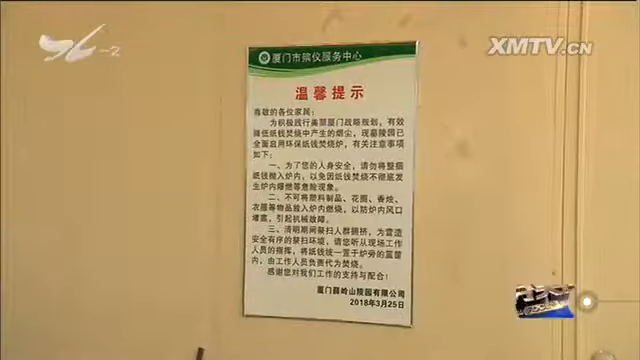 XMTV.CN
厦门市殡仪服务中心
温馨提示
尊敬的各位家属:
为积极践行美丽厦门战略规划,有效
降低纸钱焚烧中产生的烟尘,现墓陵园已
全面启用环保纸钱焚烧炉,有关注意事项
如下:
一、为了您的人身安全,请勿将整捆
纸钱抛入炉内,以免因纸钱焚烧不彻底发
生炉内爆燃等危险现象。
二、不可将塑料制品、花圈、香炷、
衣服等物品投入炉内燃烧,以防炉内风口
堵塞,引起机械故障。
三、清明期间祭扫人群拥挤,为营造
安全有序的祭扫环境,请您听从现场工作
人员的指挥,将纸钱统一置于炉旁的篮筐
内,由工作人员负责代为焚烧。
感谢您对我们工作的支持与配合!
厦门薛岭山陵园有限公司
2018年3月25日